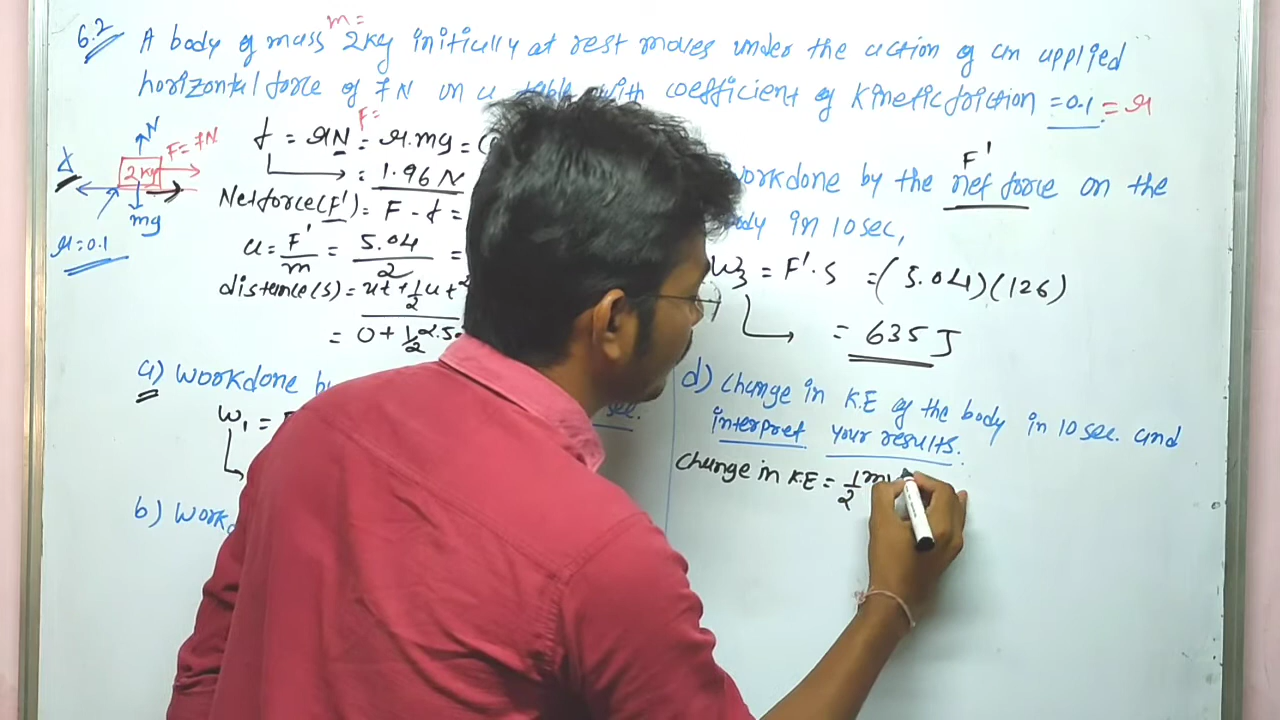 6.2 A body of mass 2kg initially at rest moves under the action of an applied
m =
horizontal force of 7N on a table with coefficient of kinetic friction = 0.1 = μ
F =
N
F = 7N
2 kg
mg
μ = 0.1
f = μN = μ.mg = (
= 1.96 N
Net force (F') = F - f =
a = F'/m = 5.04/2 =
distance (s) = ut + 1/2 at²
= 0 + 1/2 2.5
a) workdone by
sec.
W₁ =
b) work
workdone by the net force on the
F'
body in 10 sec,
W₃ = F'.S = (5.04)(126)
= 635 J
d) change in K.E of the body in 10 sec. and
interpret your results.
change in K.E = 1/2 m